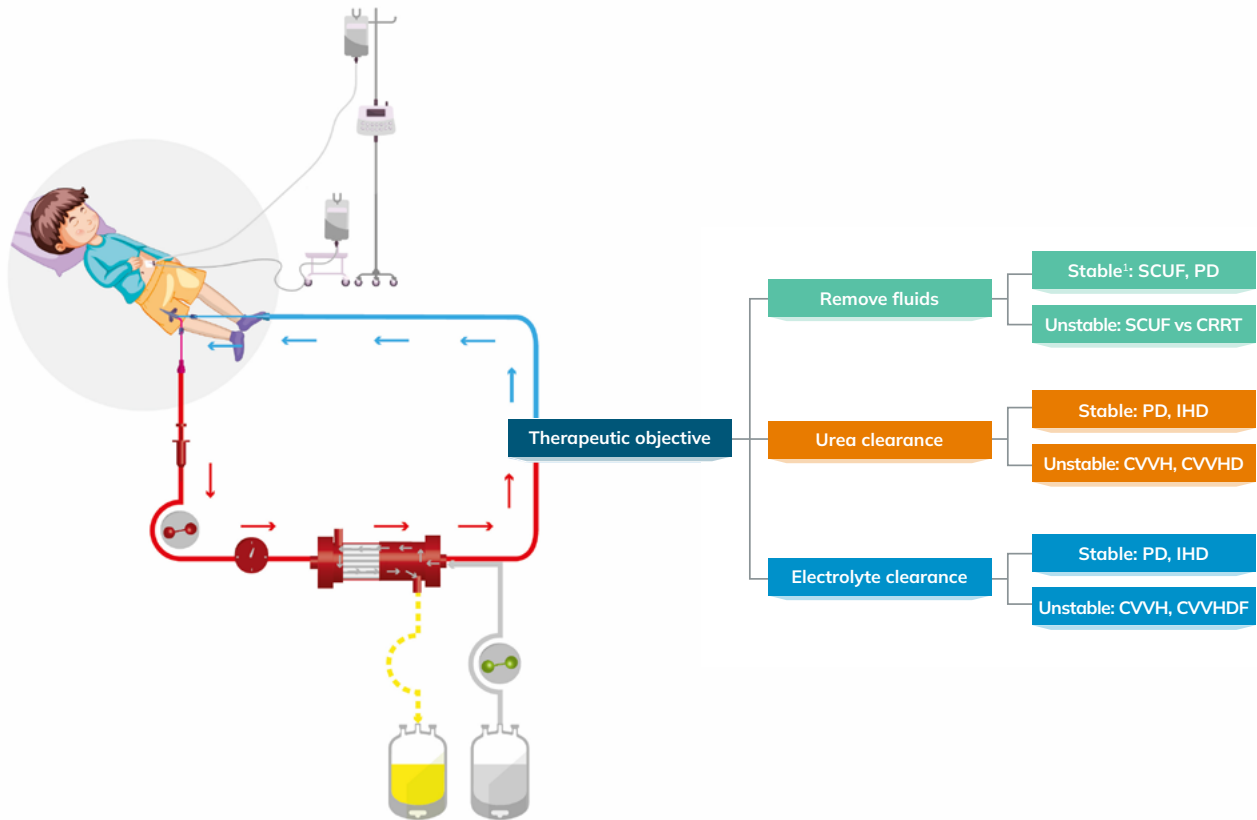 Therapeutic objective
Remove fluids
Stable¹: SCUF, PD
Unstable: SCUF vs CRRT
Urea clearance
Stable: PD, IHD
Unstable: CVVH, CVVHD
Electrolyte clearance
Stable: PD, IHD
Unstable: CVVH, CVVHDF